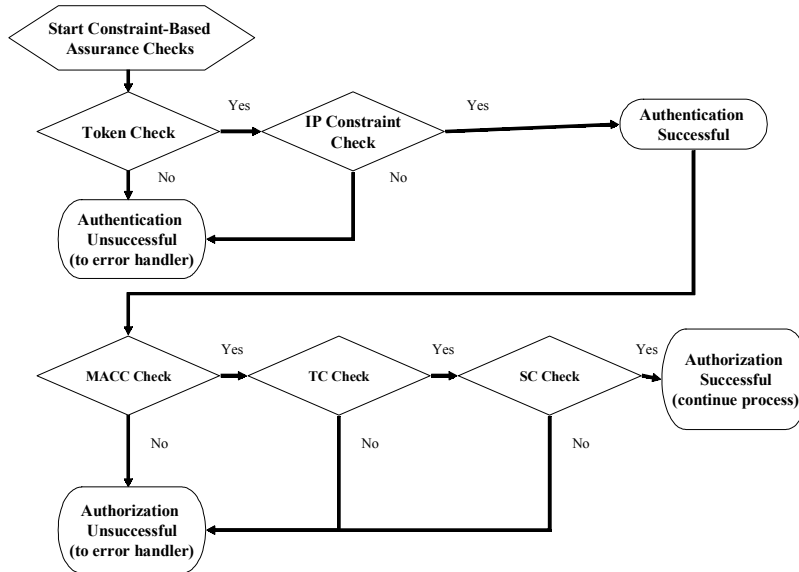 Start Constraint-Based
Assurance Checks
Token Check
Yes
IP Constraint
Check
Yes
Authentication
Successful
No
No
Authentication
Unsuccessful
(to error handler)
MACC Check
Yes
TC Check
Yes
SC Check
Yes
Authorization
Successful
(continue process)
No
No
No
Authorization
Unsuccessful
(to error handler)